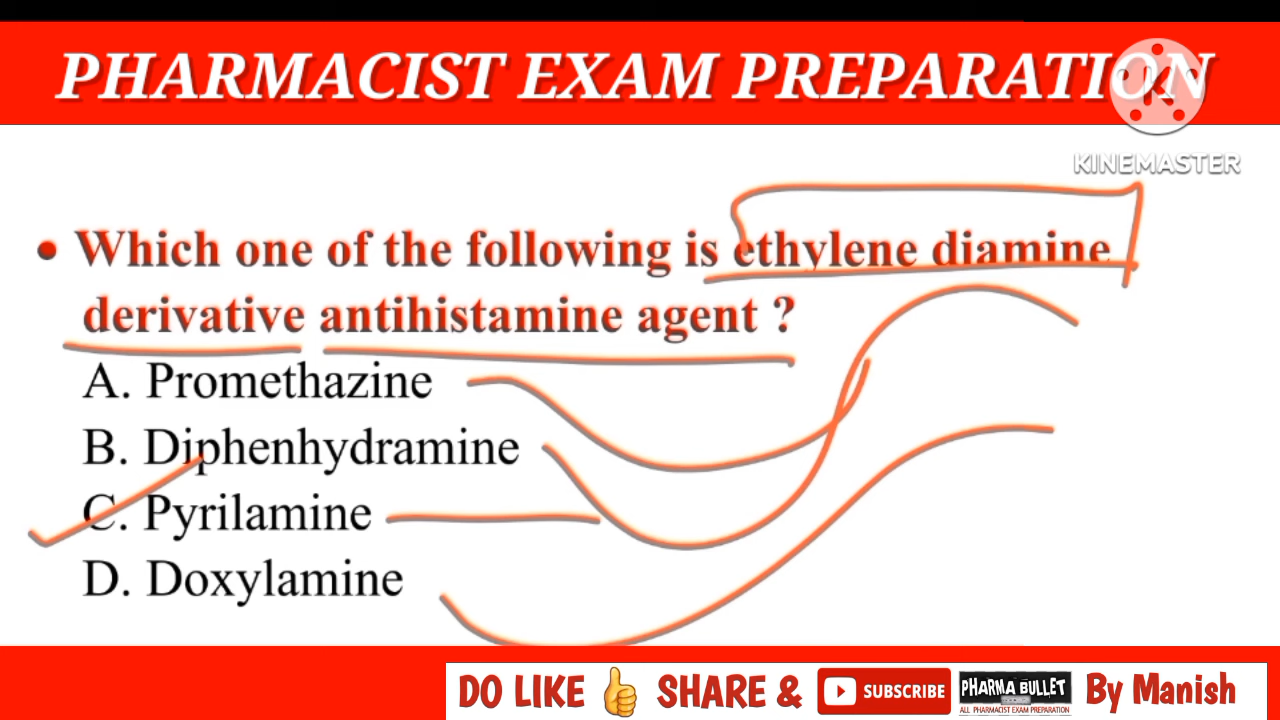 PHARMACIST EXAM PREPARATION
KINEMASTER
• Which one of the following is ethylene diamine
derivative antihistamine agent ?
A. Promethazine
B. Diphenhydramine
C. Pyrilamine
D. Doxylamine
DO LIKE 👍 SHARE & SUBSCRIBE PHARMA BULLET By Manish
ALL PHARMACIST EXAM PREPARATION